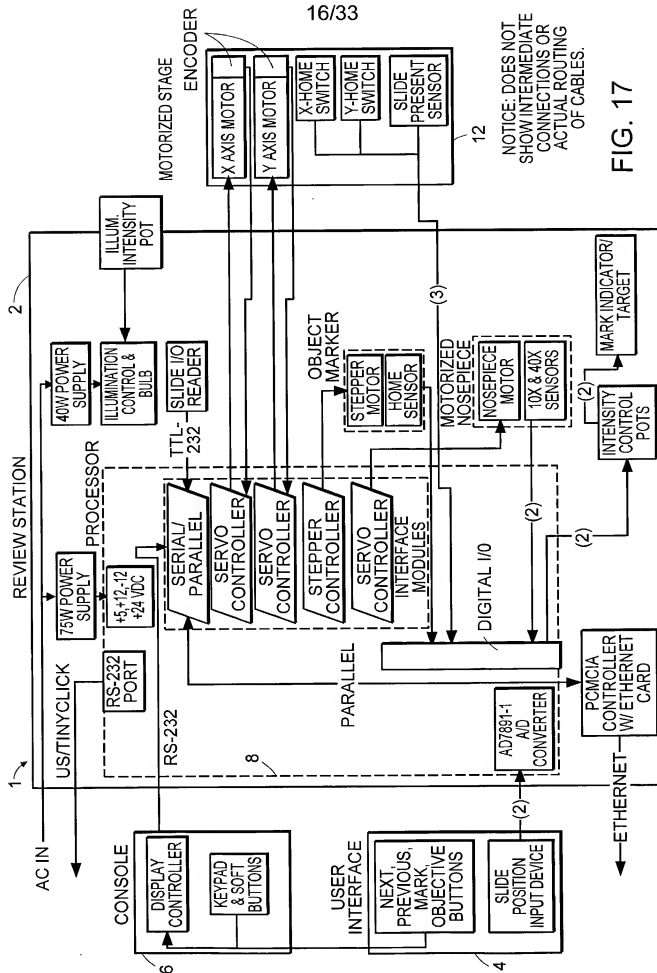 16/33
REVIEW STATION
1
2
AC IN
US/TINYCLICK
75W POWER
SUPPLY
40W POWER
SUPPLY
ILLUM.
INTENSITY
POT
ILLUMINATION
CONTROL &
BULB
SLIDE I/O
READER
TTL-
232
PROCESSOR
RS-232
PORT
+5,+12,-12
+24 VDC
SERIAL/
PARALLEL
SERVO
CONTROLLER
SERVO
CONTROLLER
STEPPER
CONTROLLER
SERVO
CONTROLLER
INTERFACE
MODULES
RS-232
8
PARALLEL
DIGITAL I/0
AD7891-1
A/D
CONVERTER
OBJECT
MARKER
STEPPER
MOTOR
HOME
SENSOR
MOTORIZED
NOSEPIECE
NOSEPIECE
MOTOR
10X & 40X
SENSORS
(3)
(2)
(2)
(2)
INTENSITY
CONTROL
POTS
MARK INDICATOR/
TARGET
PCMCIA
CONTROLLER
W/ ETHERNET
CARD
ETHERNET
CONSOLE
DISPLAY
CONTROLLER
KEYPAD
& SOFT
BUTTONS
6
USER
INTERFACE
NEXT,
PREVIOUS,
MARK,
OBJECTIVE
BUTTONS
SLIDE
POSITION
INPUT DEVICE
4
(2)
MOTORIZED STAGE
ENCODER
X AXIS MOTOR
Y AXIS MOTOR
X-HOME
SWITCH
Y-HOME
SWITCH
SLIDE
PRESENT
SENSOR
12
NOTICE: DOES NOT
SHOW INTERMEDIATE
CONNECTIONS OR
ACTUAL ROUTING
OF CABLES.
FIG. 17